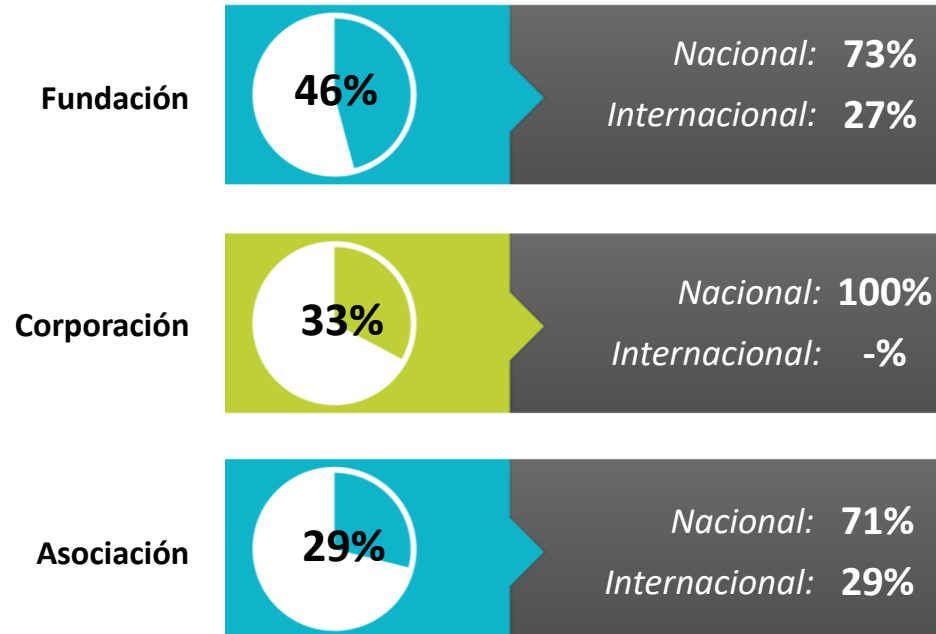 Fundación
46%
Nacional: 73%
Internacional: 27%
Corporación
33%
Nacional: 100%
Internacional: -%
Asociación
29%
Nacional: 71%
Internacional: 29%